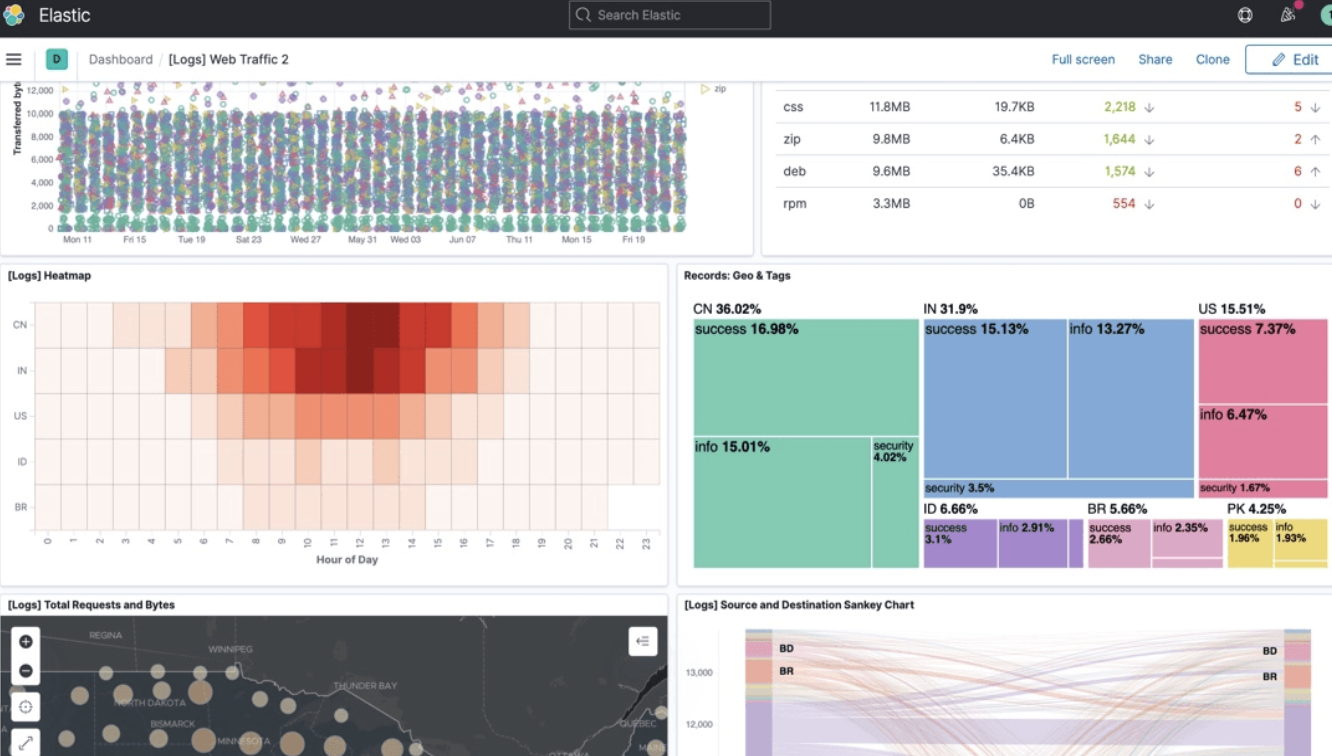 Elastic
Search Elastic
D
Dashboard / [Logs] Web Traffic 2
Full screen
Share
Clone
Edit
Transferred byt
12,000
10,000
8,000
6,000
4,000
2,000
0
Mon 11 Fri 15 Tue 19 Sat 23 Wed 27 May 31 Wed 03 Jun 07 Thu 11 Mon 15 Fri 19
zip
css 11.8MB 19.7KB 2,218 ↓ 5 ↓
zip 9.8MB 6.4KB 1,644 ↓ 2 ↑
deb 9.6MB 35.4KB 1,574 ↓ 6 ↑
rpm 3.3MB 0B 554 ↓ 0 ↓
[Logs] Heatmap
CN
IN
US
ID
BR
0 1 2 3 4 5 6 7 8 9 10 11 12 13 14 15 16 17 18 19 20 21 22 23
Hour of Day
Records: Geo & Tags
CN 36.02%
success 16.98%
info 15.01%
security
4.02%
IN 31.9%
success 15.13%
info 13.27%
security 3.5%
US 15.51%
success 7.37%
info 6.47%
security 1.67%
ID 6.66%
success
3.1%
info 2.91%
BR 5.66%
success
2.66%
info 2.35%
PK 4.25%
success
1.96%
info
1.93%
[Logs] Total Requests and Bytes
REGINA
WINNIPEG
THUNDER BAY
NORTH DAKOTA
BISMARCK
MINNESOTA
QUEBEC
OTTAWA
MAINE
[Logs] Source and Destination Sankey Chart
13,000
12,000
BD
BR
BD
BR